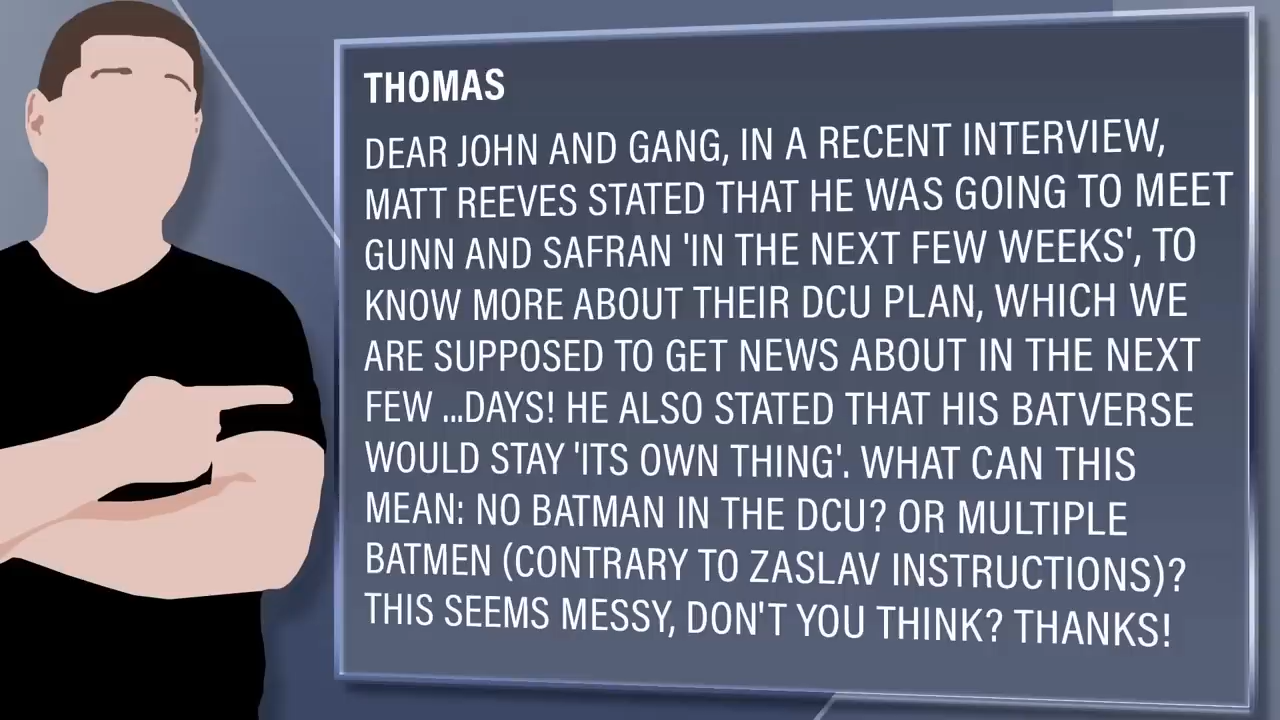 THOMAS
DEAR JOHN AND GANG, IN A RECENT INTERVIEW,
MATT REEVES STATED THAT HE WAS GOING TO MEET
GUNN AND SAFRAN 'IN THE NEXT FEW WEEKS', TO
KNOW MORE ABOUT THEIR DCU PLAN, WHICH WE
ARE SUPPOSED TO GET NEWS ABOUT IN THE NEXT
FEW ...DAYS! HE ALSO STATED THAT HIS BATVERSE
WOULD STAY 'ITS OWN THING'. WHAT CAN THIS
MEAN: NO BATMAN IN THE DCU? OR MULTIPLE
BATMEN (CONTRARY TO ZASLAV INSTRUCTIONS)?
THIS SEEMS MESSY, DON'T YOU THINK? THANKS!